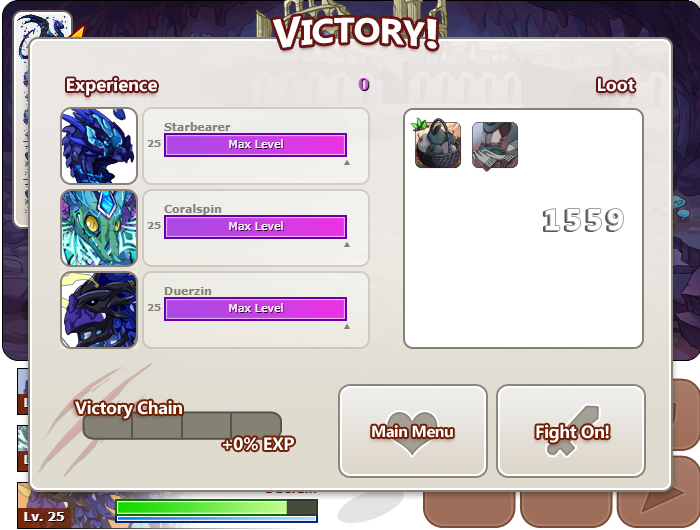 VICTORY!
Experience
0
Loot
Starbearer
25
Max Level
Coralspin
25
Max Level
Duerzin
25
Max Level
1559
Victory Chain
+0% EXP
Main Menu
Fight On!
Lv. 25